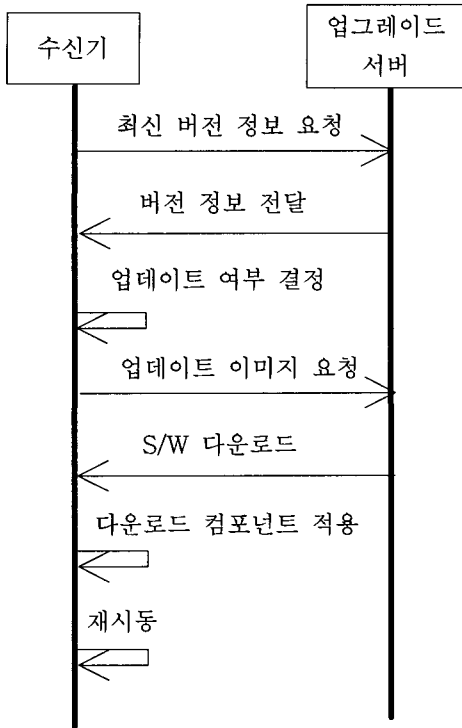 수신기
업그레이드
서버
최신 버전 정보 요청
버전 정보 전달
업데이트 여부 결정
업데이트 이미지 요청
S/W 다운로드
다운로드 컴포넌트 적용
재시동